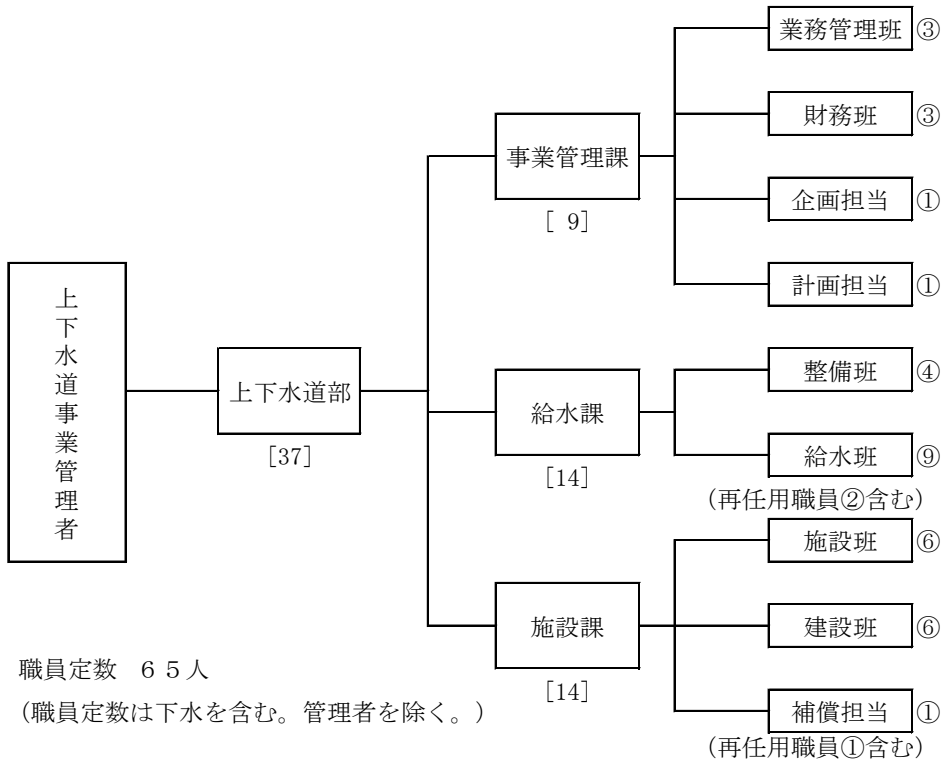 上下水道事業管理者
上下水道部
[37]
事業管理課
[ 9]
業務管理班 ③
財務班 ③
企画担当 ①
計画担当 ①
給水課
[14]
整備班 ④
給水班 ⑨
(再任用職員②含む)
施設課
[14]
施設班 ⑥
建設班 ⑥
補償担当 ①
(再任用職員①含む)
職員定数 ６５人
(職員定数は下水を含む。管理者を除く。)